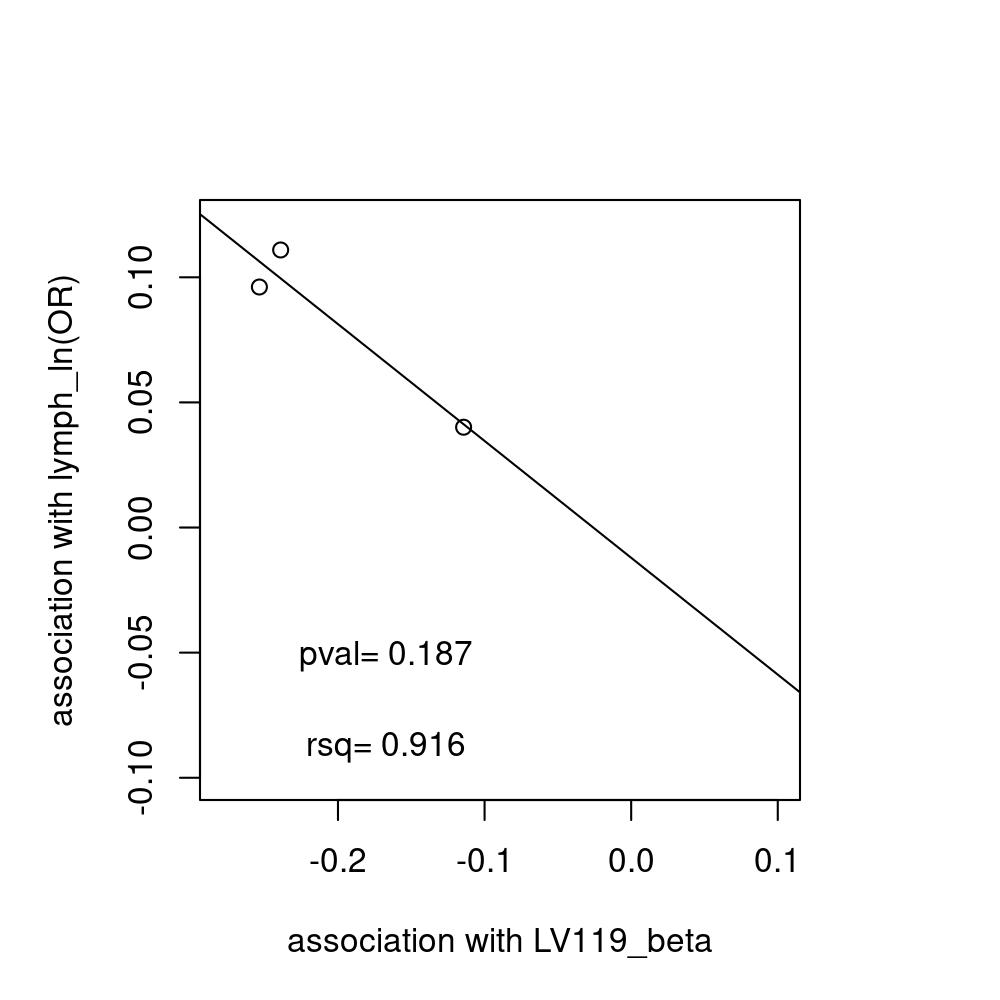 association with lymph_ln(OR)
0.10
0.05
0.00
-0.05
-0.10
pval= 0.187
rsq= 0.916
-0.2 -0.1 0.0 0.1
association with LV119_beta